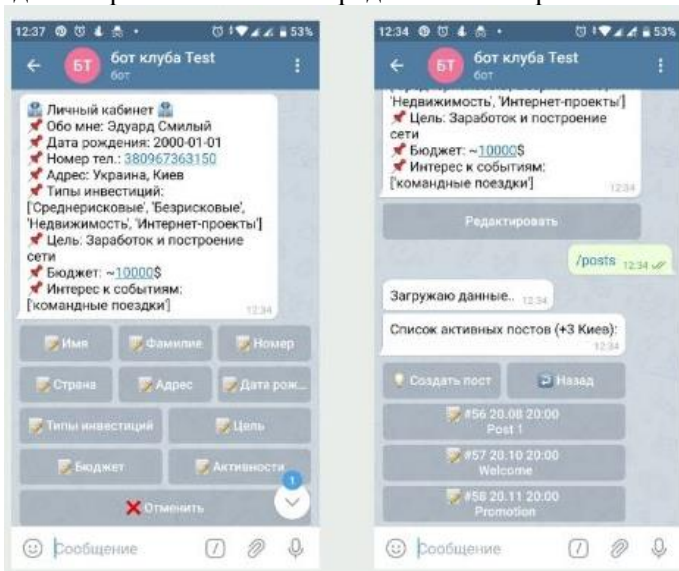 12:37
53%
БТ
бот клуба Test
бот
Личный кабинет
Обо мне: Эдуард Смилый
Дата рождения: 2000-01-01
Номер тел.: 380967363150
Адрес: Украина, Киев
Типы инвестиций:
['Среднерисковые', 'Безрисковые',
'Недвижимость', 'Интернет-проекты']
Цель: Заработок и построение
сети
Бюджет: ~10000$
Интерес к событиям:
['командные поездки']
12:34
Имя
Фамилие
Номер
Страна
Адрес
Дата рож...
Типы инвестиций
Цель
Бюджет
Активности
1
Отменить
Сообщение
12:34
53%
БТ
бот клуба Test
бот
'Недвижимость', 'Интернет-проекты']
Цель: Заработок и построение
сети
Бюджет: ~10000$
Интерес к событиям:
['командные поездки']
12:34
Редактировать
/posts 12:34
Загружаю данные.. 12:34
Список активных постов (+3 Киев):
12:34
Создать пост
Назад
#56 20.08 20:00
Post 1
#57 20.10 20:00
Welcome
#58 20.11 20:00
Promotion
Сообщение